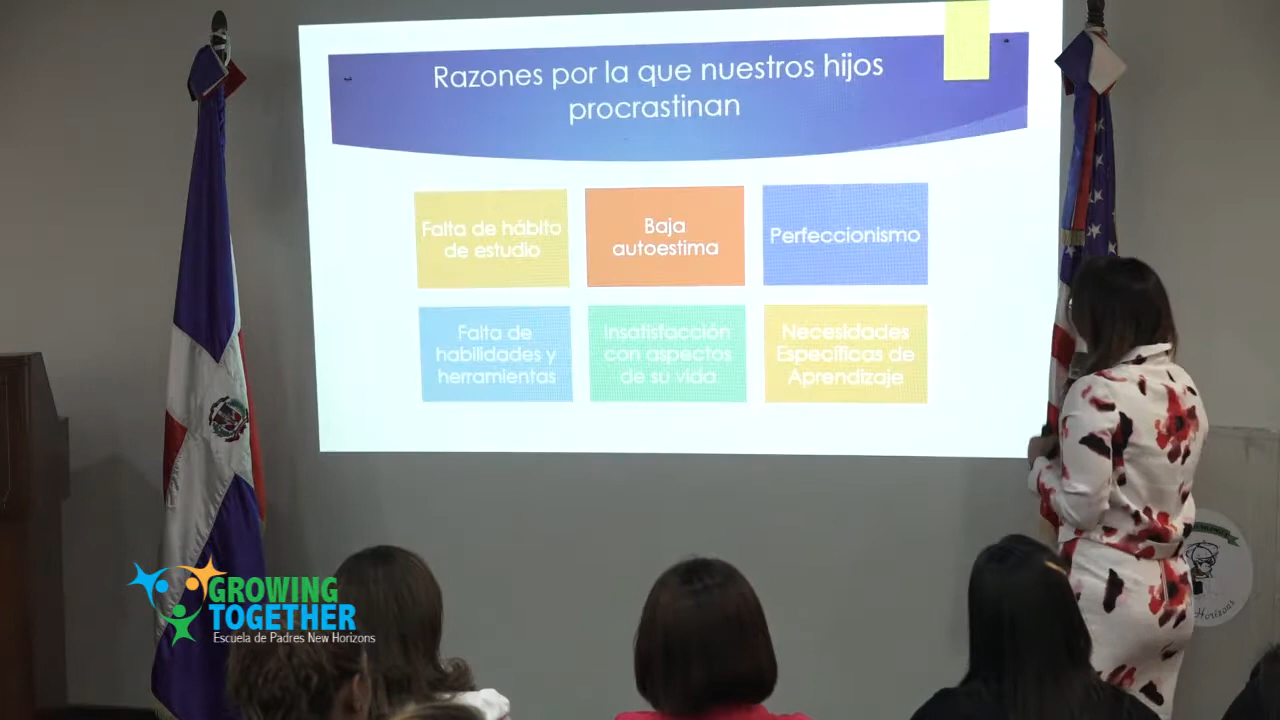 Razones por la que nuestros hijos
procrastinan
Falta de hábito
de estudio
Baja
autoestima
Perfeccionismo
Falta de
habilidades y
herramientas
Insatisfacción
con aspectos
de su vida
Necesidades
Específicas de
Aprendizaje
GROWING
TOGETHER
Escuela de Padres New Horizons